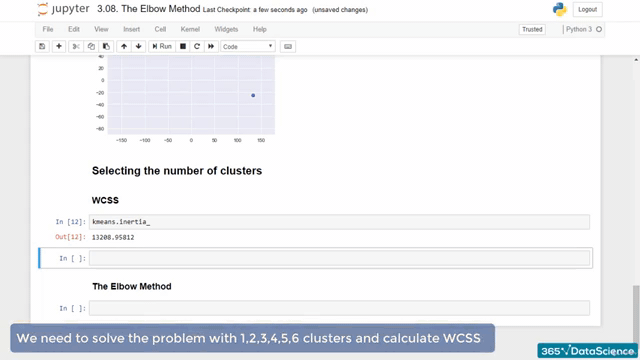 jupyter 3.08. The Elbow Method Last Checkpoint: a few seconds ago (unsaved changes) Logout
File Edit View Insert Cell Kernel Widgets Help Trusted Python 3
Run Code
40
20
0
-20
-40
-60
-80
-150 -100 -50 0 50 100 150
Selecting the number of clusters
WCSS
In [12]: kmeans.inertia_
Out[12]: 13208.95812
In [ ]:
The Elbow Method
In [ ]:
We need to solve the problem with 1,2,3,4,5,6 clusters and calculate WCSS
365 DataScience